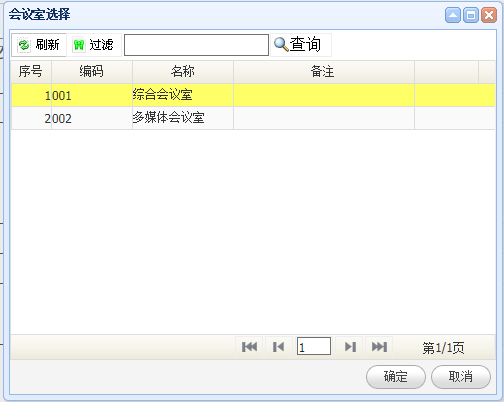 会议室选择
刷新 过滤 查询
序号 编码 名称 备注
1 001 综合会议室
2 002 多媒体会议室
1 第1/1页
确定 取消